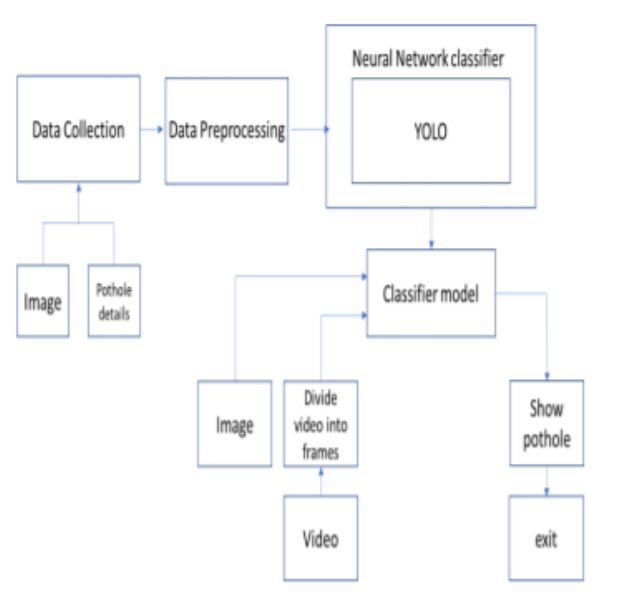 Neural Network classifier
Data Collection
Data Preprocessing
YOLO
Image
Pothole
details
Classifier model
Image
Divide
video into
frames
Show
pothole
Video
exit